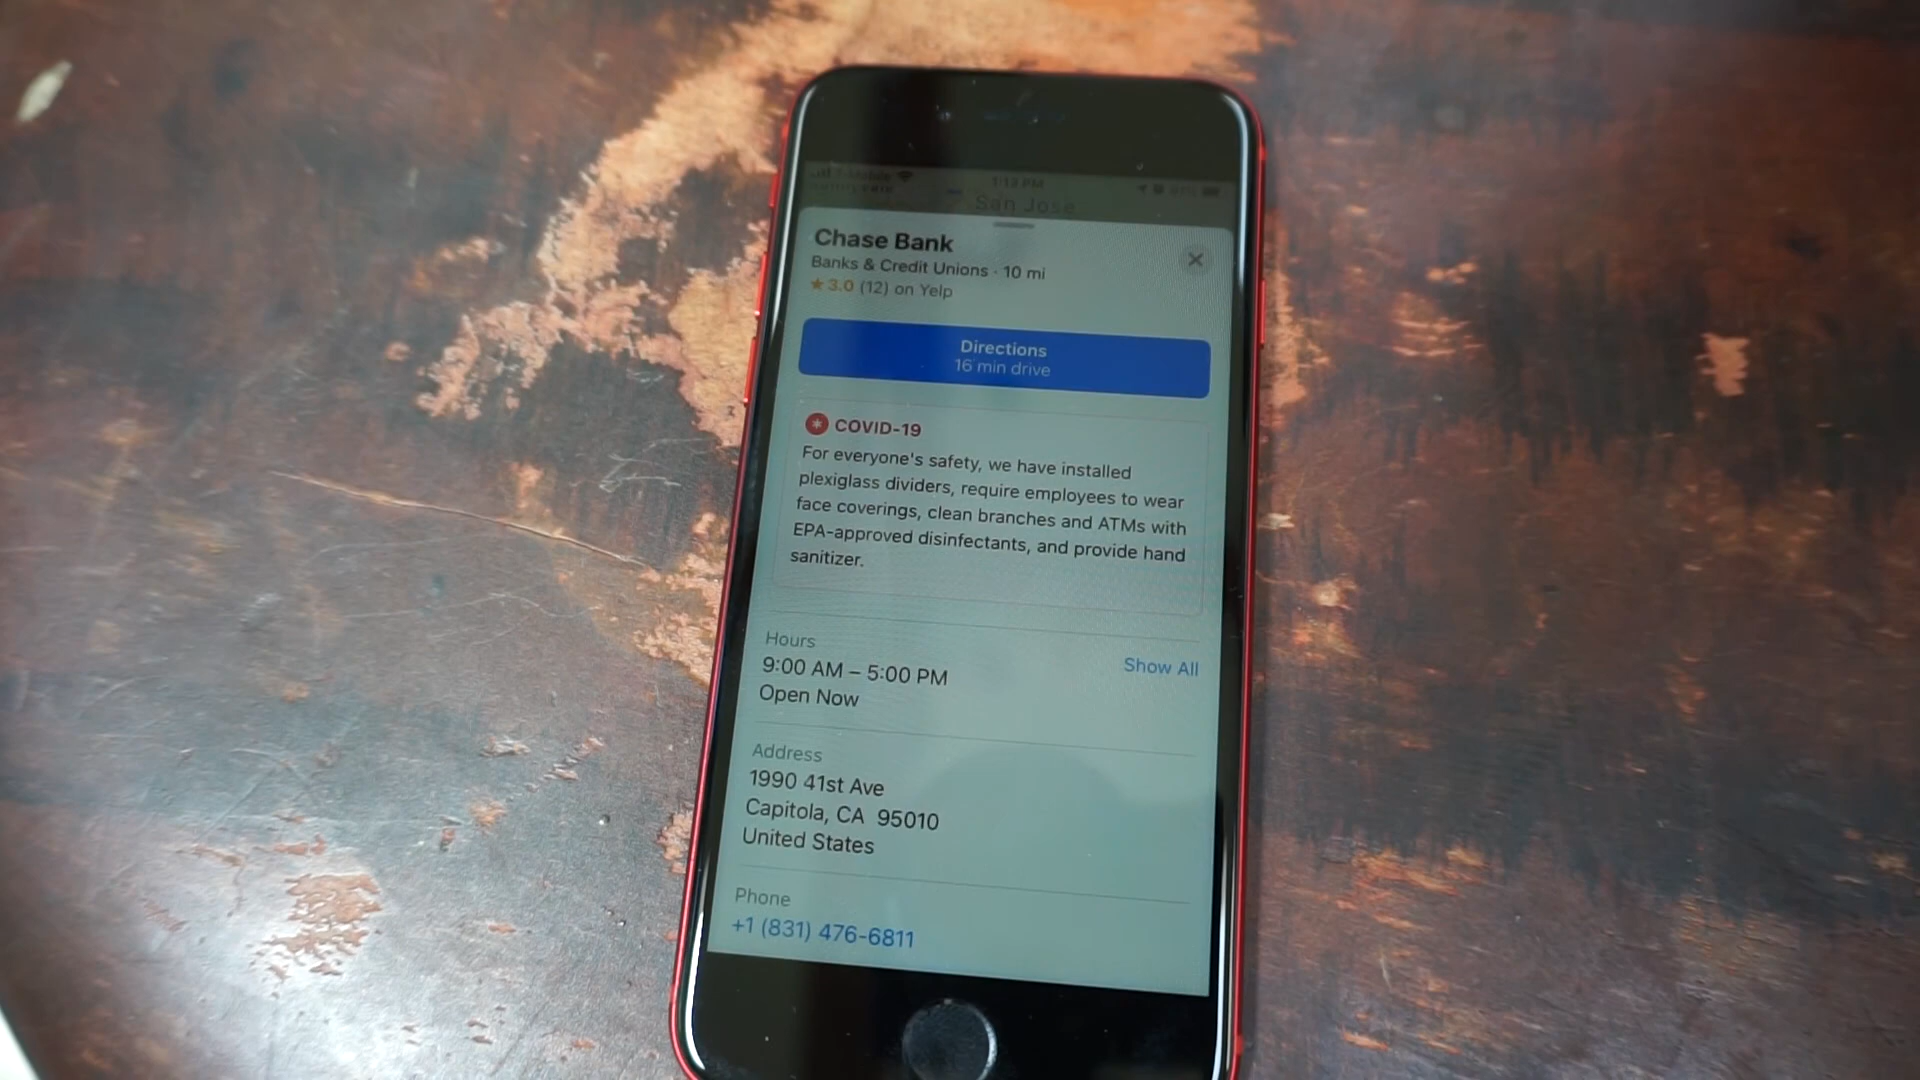 1:13 PM
San Jose
Chase Bank
Banks & Credit Unions · 10 mi
★ 3.0 (12) on Yelp
Directions
16 min drive
COVID-19
For everyone's safety, we have installed
plexiglass dividers, require employees to wear
face coverings, clean branches and ATMs with
EPA-approved disinfectants, and provide hand
sanitizer.
Hours
9:00 AM – 5:00 PM
Show All
Open Now
Address
1990 41st Ave
Capitola, CA 95010
United States
Phone
+1 (831) 476-6811